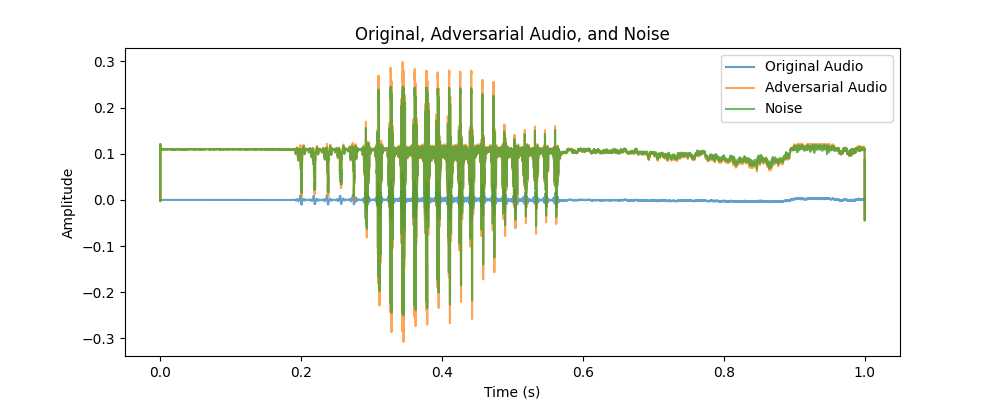 Original, Adversarial Audio, and Noise
Original Audio
Adversarial Audio
Noise
Amplitude
0.3
0.2
0.1
0.0
−0.1
−0.2
−0.3
0.0 0.2 0.4 0.6 0.8 1.0
Time (s)